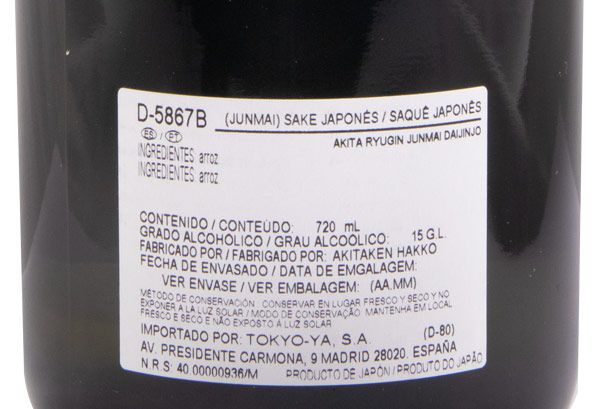 D-5867B (JUNMAI) SAKE JAPONÉS / SAQUÊ JAPONÊS
ES / PT AKITA RYUGIN JUNMAI DAIJINJO
INGREDIENTES: arroz
INGREDIENTES: arroz
CONTENIDO / CONTEÚDO: 720 mL
GRADO ALCOHÓLICO / GRAU ALCOÓLICO: 15 G.L.
FABRICADO POR / FABRIGADO POR: AKITAKEN HAKKO
FECHA DE ENVASADO / DATA DE EMGALAGEM:
VER ENVASE / VER EMBALAGEM: (AA.MM)
MÉTODO DE CONSERVACIÓN: CONSERVAR EN LUGAR FRESCO Y SECO Y NO
EXPONER A LA LUZ SOLAR / MODO DE CONSERVAÇÃO: MANTENHA EM LOCAL
FRESCO E SECO E NÃO EXPOSTO Á LUZ SOLAR
IMPORTADO POR: TOKYO-YA, S.A. (D-80)
AV. PRESIDENTE CARMONA, 9 MADRID 28020. ESPAÑA
N.R.S: 40.00000936/M PRODUCTO DE JAPÓN / PRODUTO DO JAPÃO